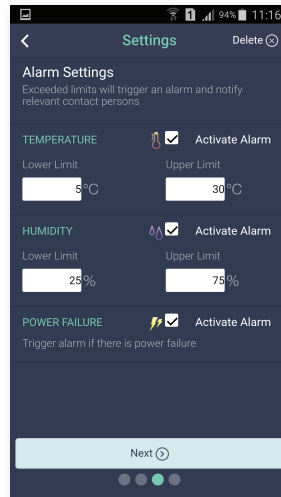 1 94% 11:16
Settings Delete
Alarm Settings
Exceeded limits will trigger an alarm and notify
relevant contact persons
TEMPERATURE Activate Alarm
Lower Limit Upper Limit
5 °C 30 °C
HUMIDITY Activate Alarm
Lower Limit Upper Limit
25 % 75 %
POWER FAILURE Activate Alarm
Trigger alarm if there is power failure
Next